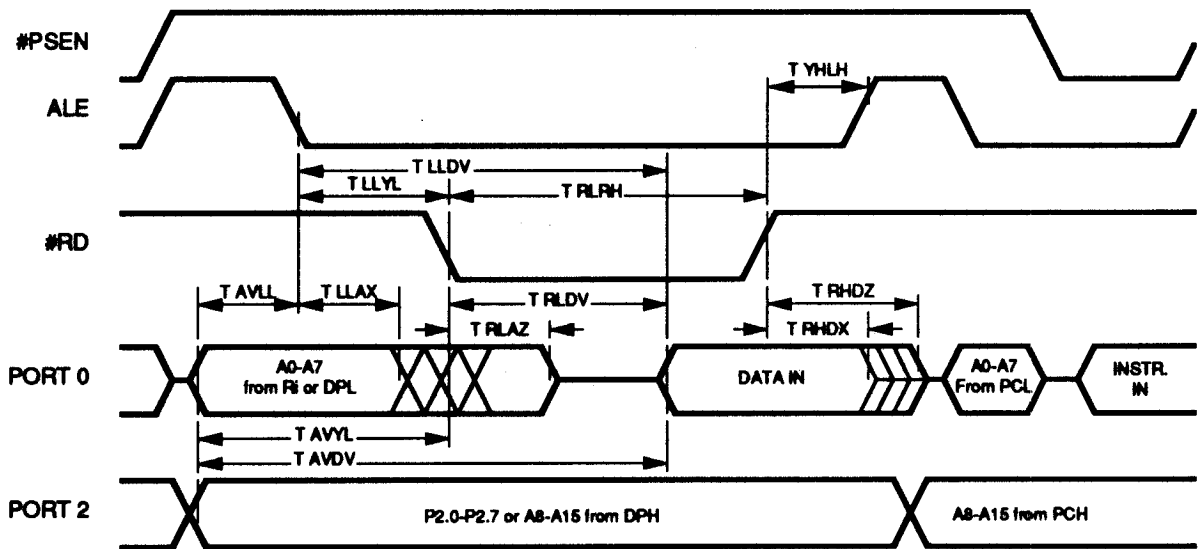 #PSEN
T YHLH
ALE
T LLDV
T LLYL
T RLRH
#RD
T AVLL
T LLAX
T RLDV
T RHDZ
T RLAZ
T RHDX
PORT 0
A0-A7
from Ri or DPL
DATA IN
A0-A7
From PCL
INSTR.
IN
T AVYL
T AVDV
PORT 2
P2.0-P2.7 or A8-A15 from DPH
A8-A15 from PCH